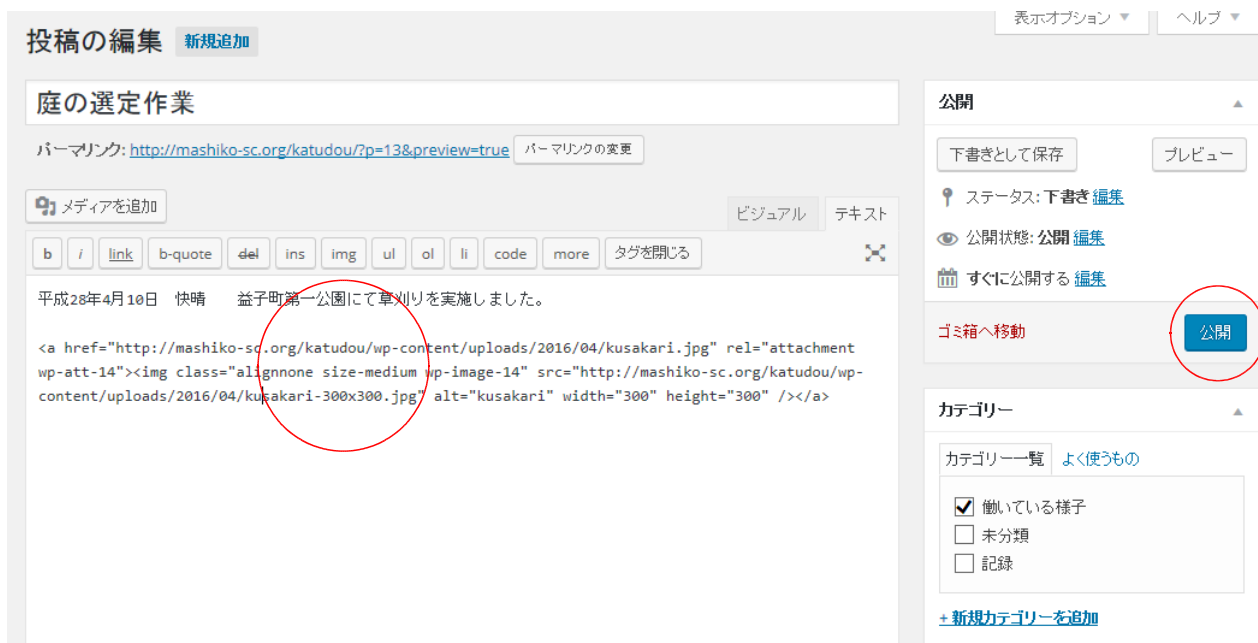 表示オプション ▼ ヘルプ ▼
投稿の編集 新規追加
庭の選定作業
パーマリンク: http://mashiko-sc.org/katudou/?p=13&preview=true パーマリンクの変更
メディアを追加
ビジュアル テキスト
b i link b-quote del ins img ul ol li code more タグを閉じる
平成28年4月10日 快晴 益子町第一公園にて草刈りを実施しました。
<a href="http://mashiko-sc.org/katudou/wp-content/uploads/2016/04/kusakari.jpg" rel="attachment
wp-att-14"><img class="alignnone size-medium wp-image-14" src="http://mashiko-sc.org/katudou/wp-
content/uploads/2016/04/kusakari-300x300.jpg" alt="kusakari" width="300" height="300" /></a>
公開
下書きとして保存 プレビュー
ステータス: 下書き 編集
公開状態: 公開 編集
すぐに公開する 編集
ゴミ箱へ移動 公開
カテゴリー
カテゴリー一覧 よく使うもの
働いている様子
未分類
記録
+ 新規カテゴリーを追加